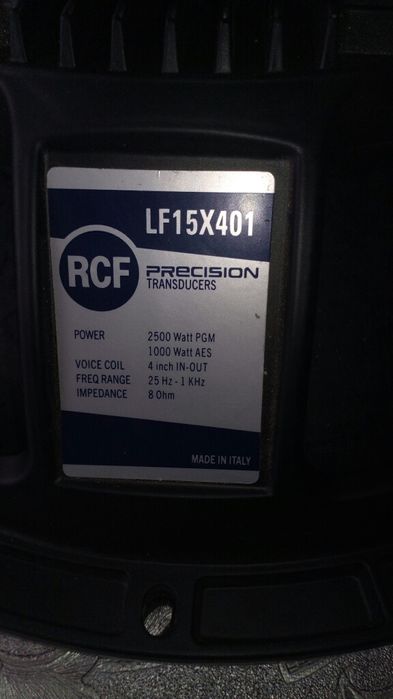 LF15X401
RCF PRECISION
TRANSDUCERS
POWER 2500 Watt PGM
1000 Watt AES
VOICE COIL 4 inch IN-OUT
FREQ RANGE 25 Hz - 1 KHz
IMPEDANCE 8 Ohm
MADE IN ITALY